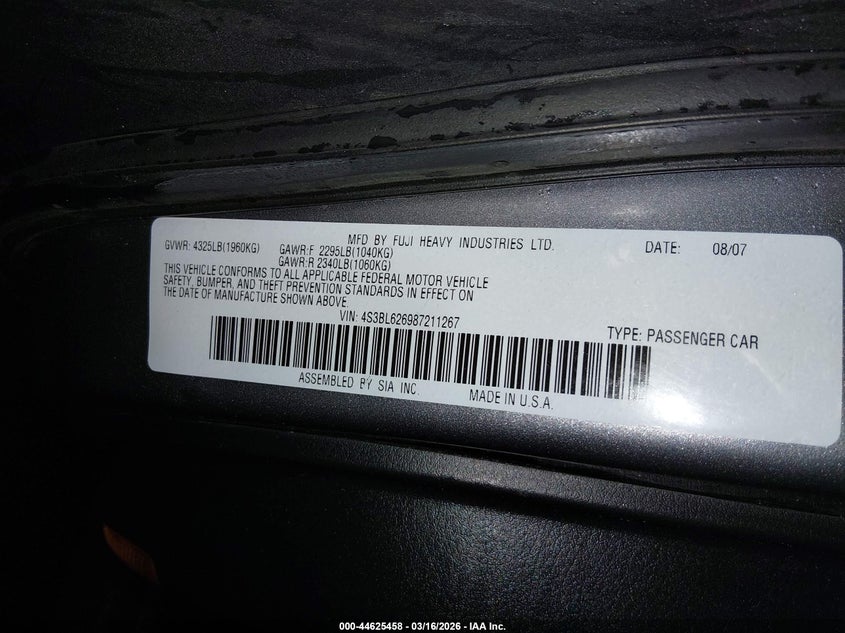 MFD BY FUJI HEAVY INDUSTRIES LTD. DATE: 08/07
GVWR: 4325LB(1960KG) GAWR:F 2295LB(1040KG)
GAWR:R 2340LB(1060KG)
THIS VEHICLE CONFORMS TO ALL APPLICABLE FEDERAL MOTOR VEHICLE
SAFETY, BUMPER, AND THEFT PREVENTION STANDARDS IN EFFECT ON
THE DATE OF MANUFACTURE SHOWN ABOVE.
VIN: 4S3BL626987211267 TYPE: PASSENGER CAR
ASSEMBLED BY SIA INC. MADE IN U.S.A.
000-44625458 - 03/16/2026 - IAA Inc.